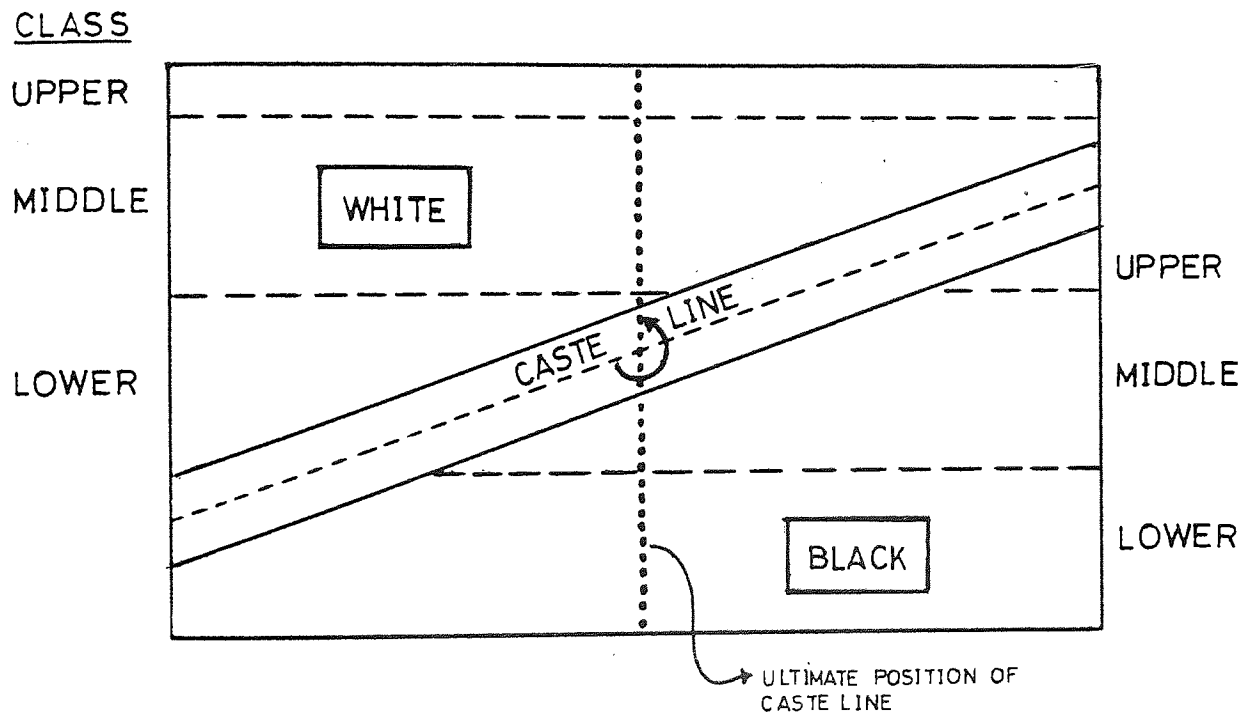 CLASS
UPPER
MIDDLE
WHITE
LOWER
CASTE LINE
UPPER
MIDDLE
BLACK
LOWER
ULTIMATE POSITION OF
CASTE LINE